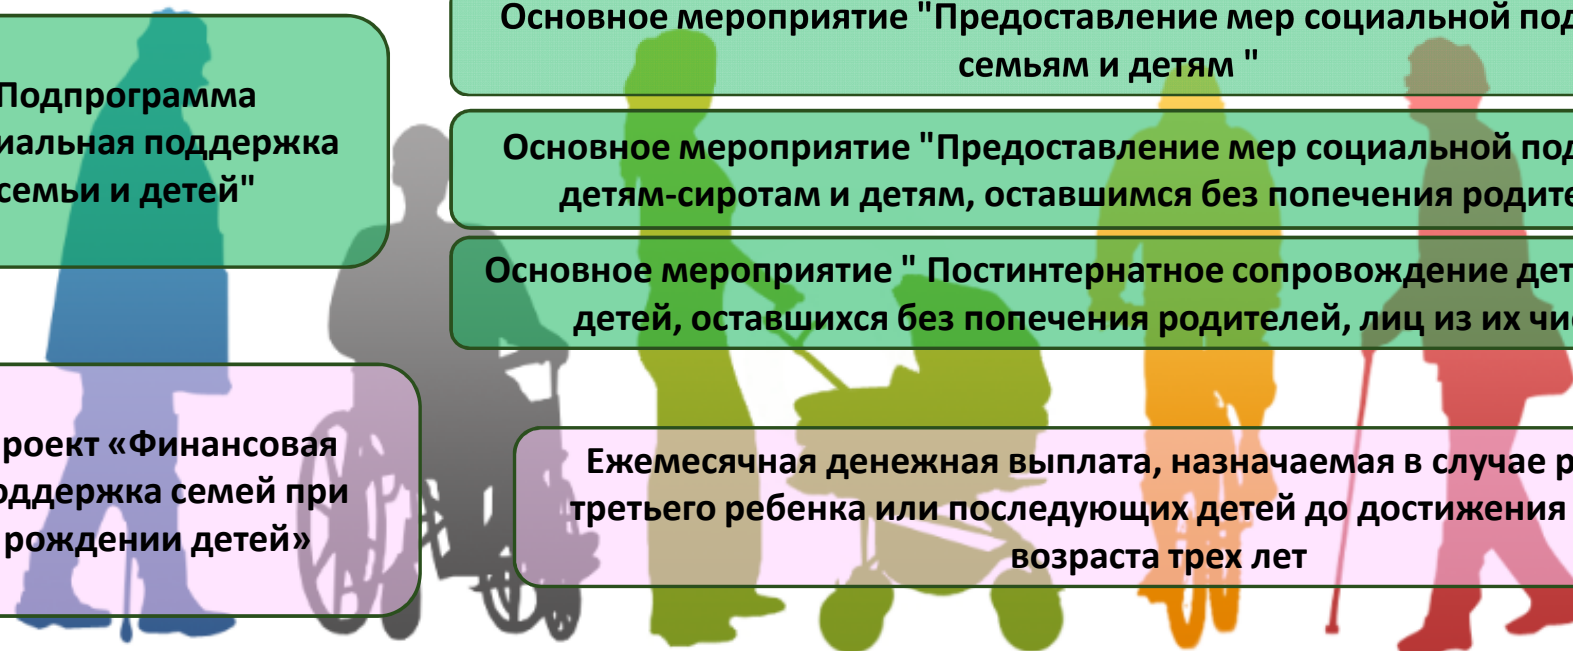 Подпрограмма
иальная поддержка
семьи и детей"
Основное мероприятие "Предоставление мер социальной под
семьям и детям "
Основное мероприятие "Предоставление мер социальной под
детям-сиротам и детям, оставшимся без попечения родите
Основное мероприятие " Постинтернатное сопровождение дет
детей, оставшихся без попечения родителей, лиц из их чи
роект «Финансовая
оддержка семей при
рождении детей»
Ежемесячная денежная выплата, назначаемая в случае р
третьего ребенка или последующих детей до достижения
возраста трех лет